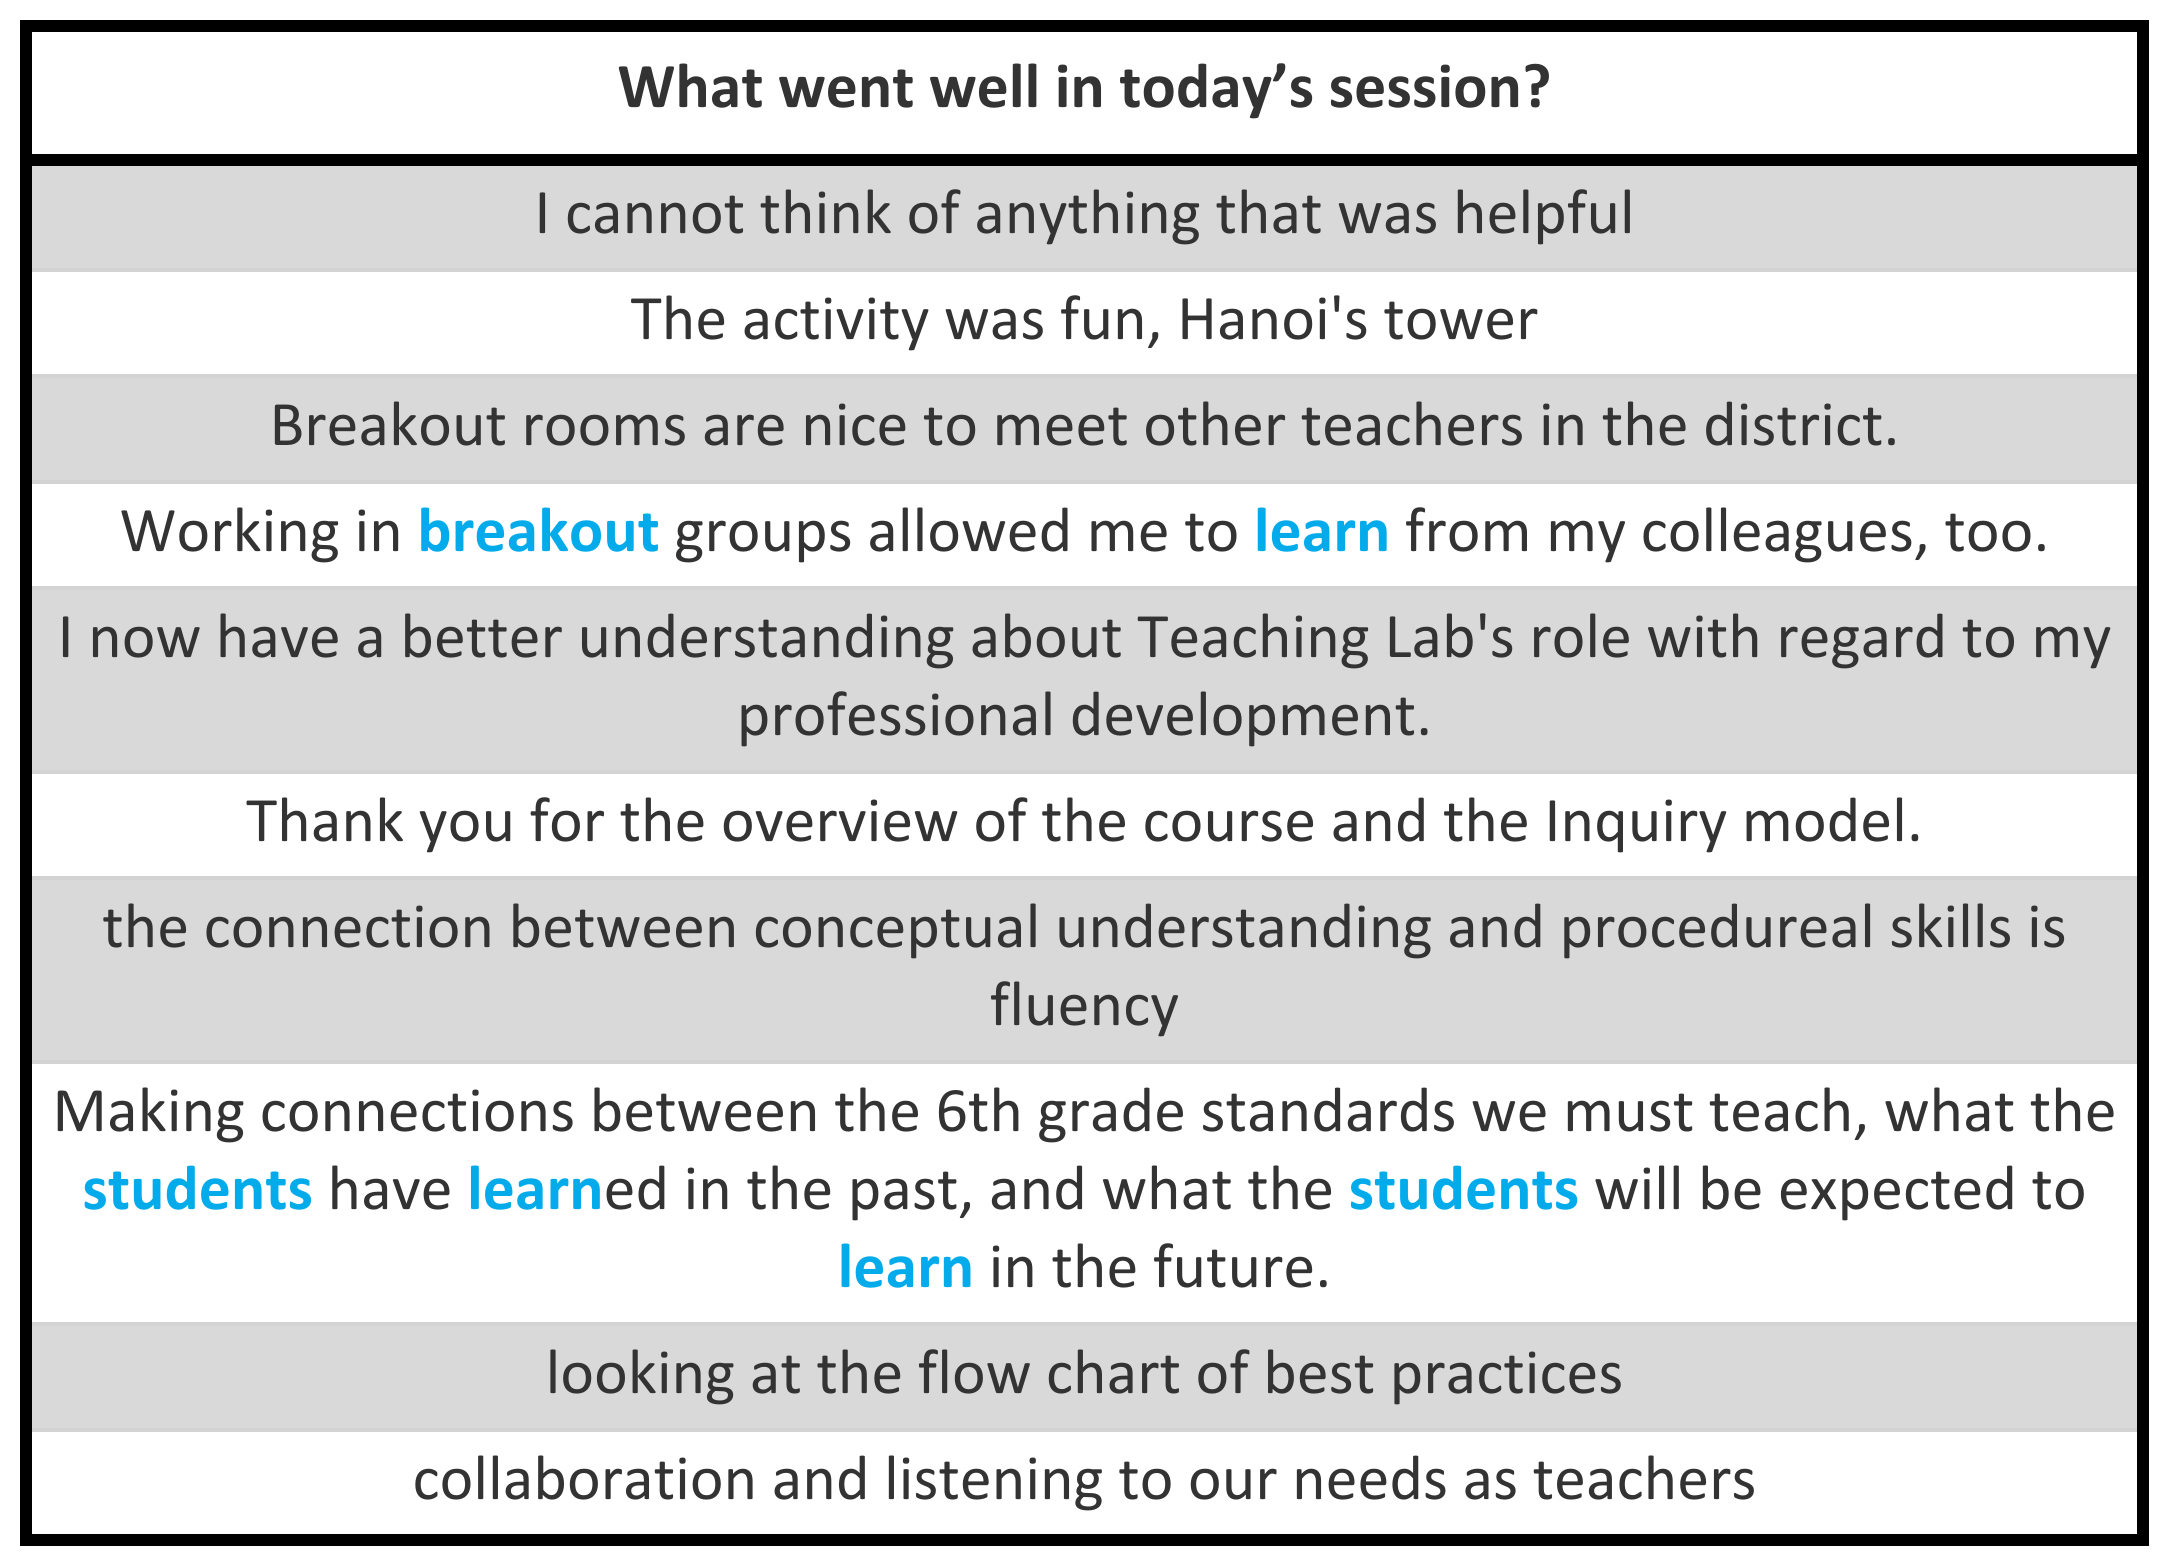 What went well in today’s session?
I cannot think of anything that was helpful
The activity was fun, Hanoi's tower
Breakout rooms are nice to meet other teachers in the district.
Working in breakout groups allowed me to learn from my colleagues, too.
I now have a better understanding about Teaching Lab's role with regard to my
professional development.
Thank you for the overview of the course and the Inquiry model.
the connection between conceptual understanding and procedureal skills is
fluency
Making connections between the 6th grade standards we must teach, what the
students have learned in the past, and what the students will be expected to
learn in the future.
looking at the flow chart of best practices
collaboration and listening to our needs as teachers